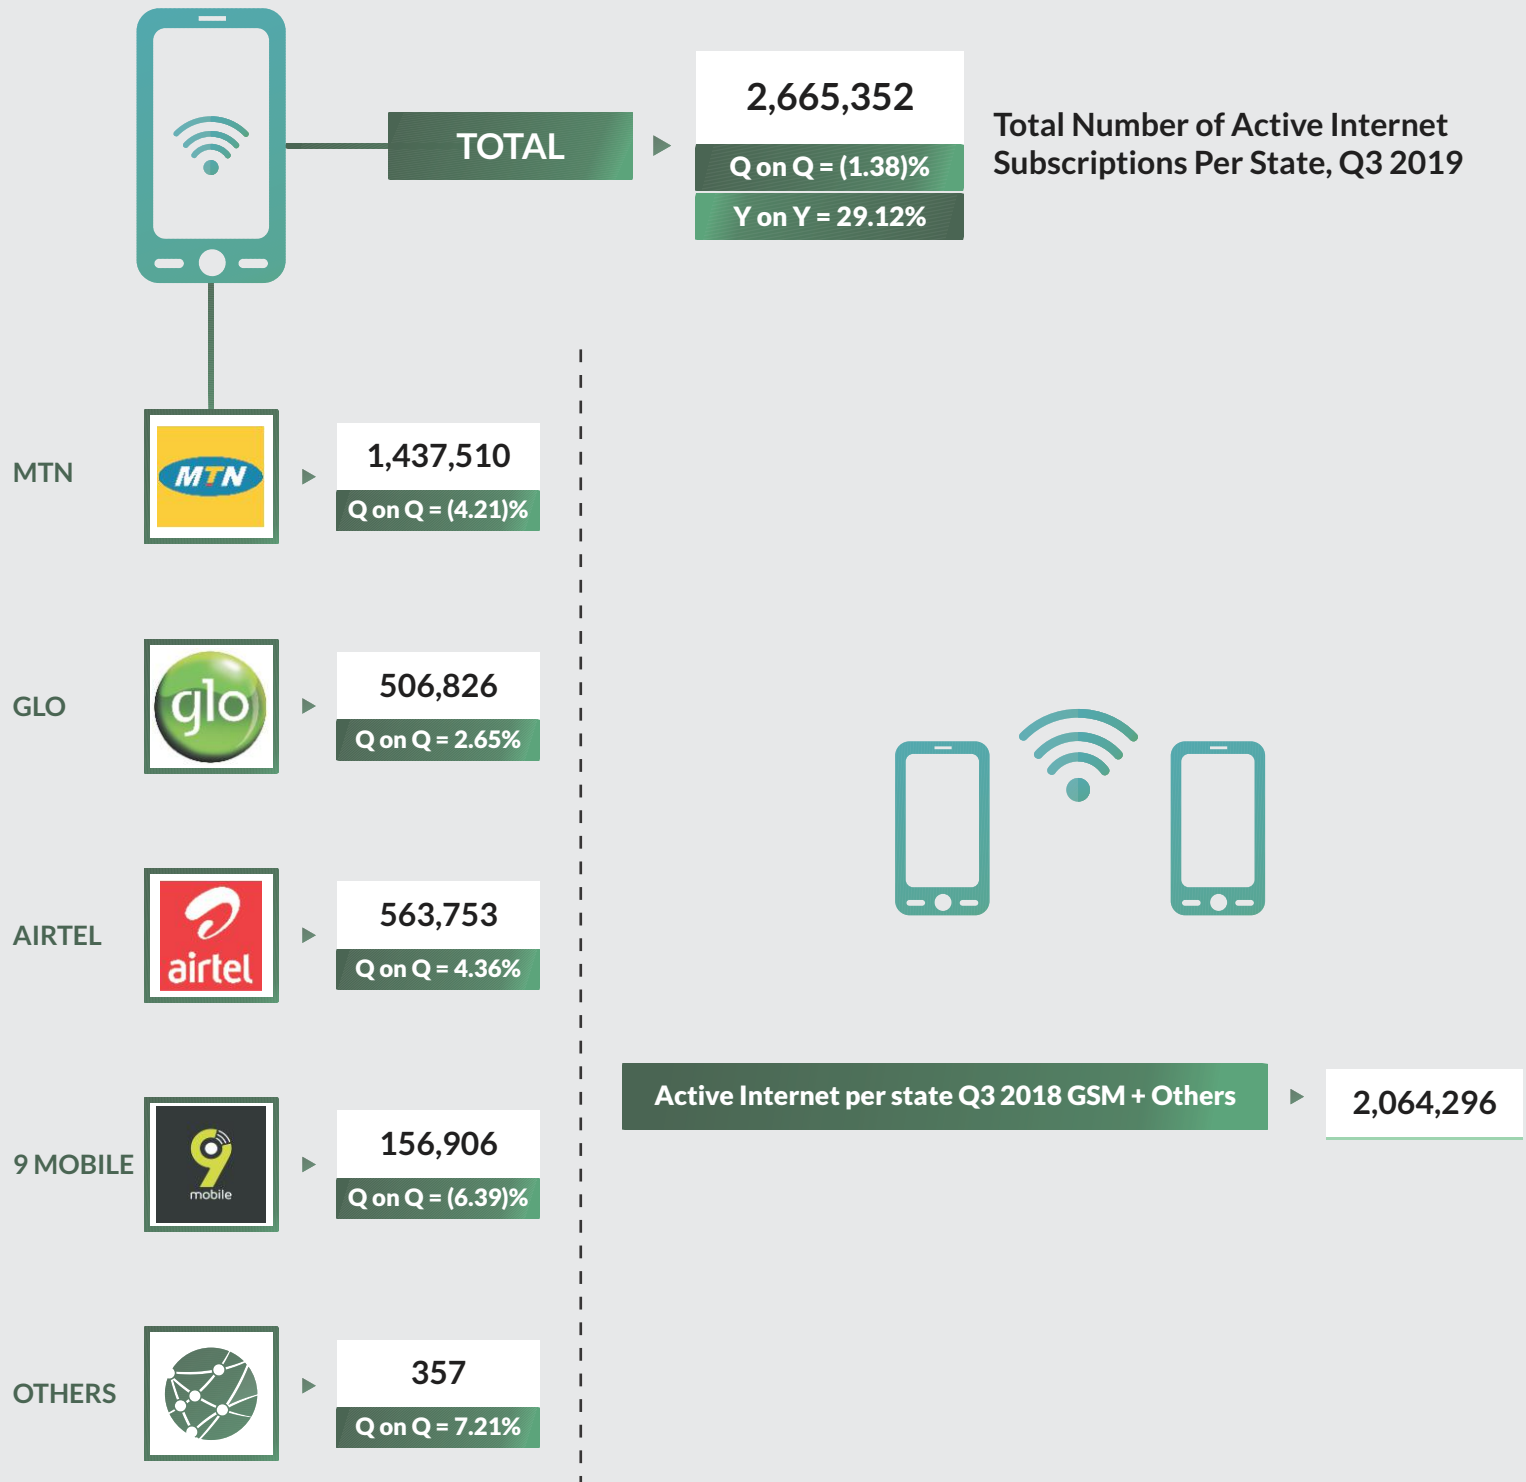 TOTAL
2,665,352
Q on Q = (1.38)%
Y on Y = 29.12%
Total Number of Active Internet
Subscriptions Per State, Q3 2019
MTN
MTN
1,437,510
Q on Q = (4.21)%
GLO
glo
506,826
Q on Q = 2.65%
AIRTEL
airtel
563,753
Q on Q = 4.36%
9 MOBILE
9
mobile
156,906
Q on Q = (6.39)%
OTHERS
357
Q on Q = 7.21%
Active Internet per state Q3 2018 GSM + Others
2,064,296